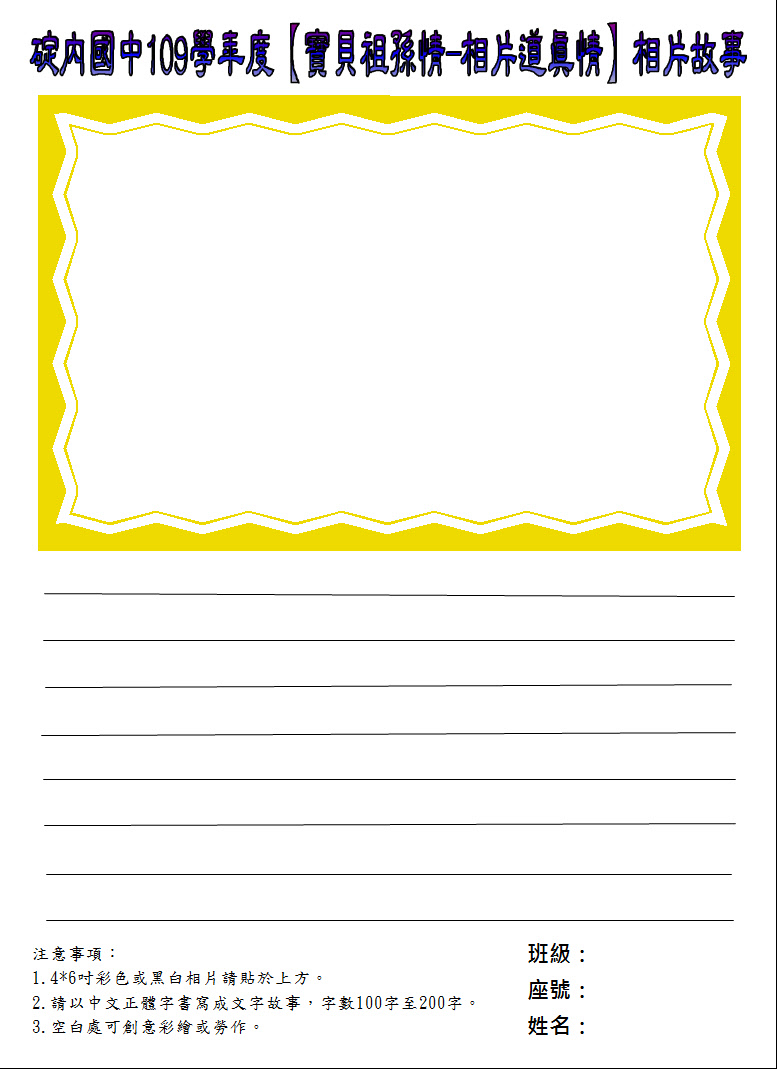 碇內國中109學年度【寶貝祖孫情-相片道真情】相片故事
注意事項：
1.4*6吋彩色或黑白相片請貼於上方。
2.請以中文正體字書寫成文字故事，字數100字至200字。
3.空白處可創意彩繪或勞作。
班級：
座號：
姓名：